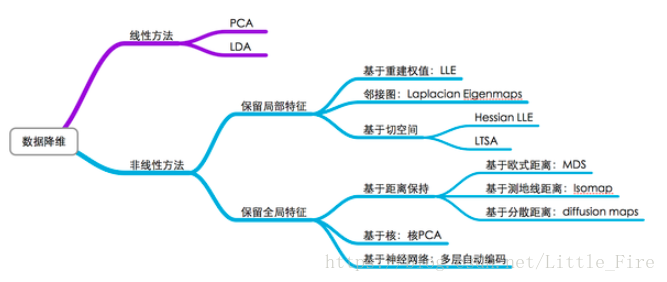 数据降维
线性方法
PCA
LDA
非线性方法
保留局部特征
基于重建权值：LLE
邻接图：Laplacian Eigenmaps
基于切空间
Hessian LLE
LTSA
保留全局特征
基于距离保持
基于欧式距离：MDS
基于测地线距离：Isomap
基于分散距离：diffusion maps
基于核：核PCA
基于神经网络：多层自动编码
net/Little_Fire